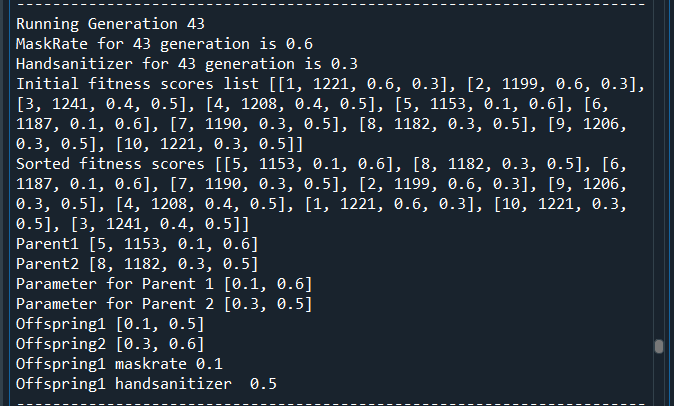 Running Generation 43
MaskRate for 43 generation is 0.6
Handsanitizer for 43 generation is 0.3
Initial fitness scores list [[1, 1221, 0.6, 0.3], [2, 1199, 0.6, 0.3],
[3, 1241, 0.4, 0.5], [4, 1208, 0.4, 0.5], [5, 1153, 0.1, 0.6], [6,
1187, 0.1, 0.6], [7, 1190, 0.3, 0.5], [8, 1182, 0.3, 0.5], [9, 1206,
0.3, 0.5], [10, 1221, 0.3, 0.5]]
Sorted fitness scores [[5, 1153, 0.1, 0.6], [8, 1182, 0.3, 0.5], [6,
1187, 0.1, 0.6], [7, 1190, 0.3, 0.5], [2, 1199, 0.6, 0.3], [9, 1206,
0.3, 0.5], [4, 1208, 0.4, 0.5], [1, 1221, 0.6, 0.3], [10, 1221, 0.3,
0.5], [3, 1241, 0.4, 0.5]]
Parent1 [5, 1153, 0.1, 0.6]
Parent2 [8, 1182, 0.3, 0.5]
Parameter for Parent 1 [0.1, 0.6]
Parameter for Parent 2 [0.3, 0.5]
Offspring1 [0.1, 0.5]
Offspring2 [0.3, 0.6]
Offspring1 maskrate 0.1
Offspring1 handsanitizer  0.5